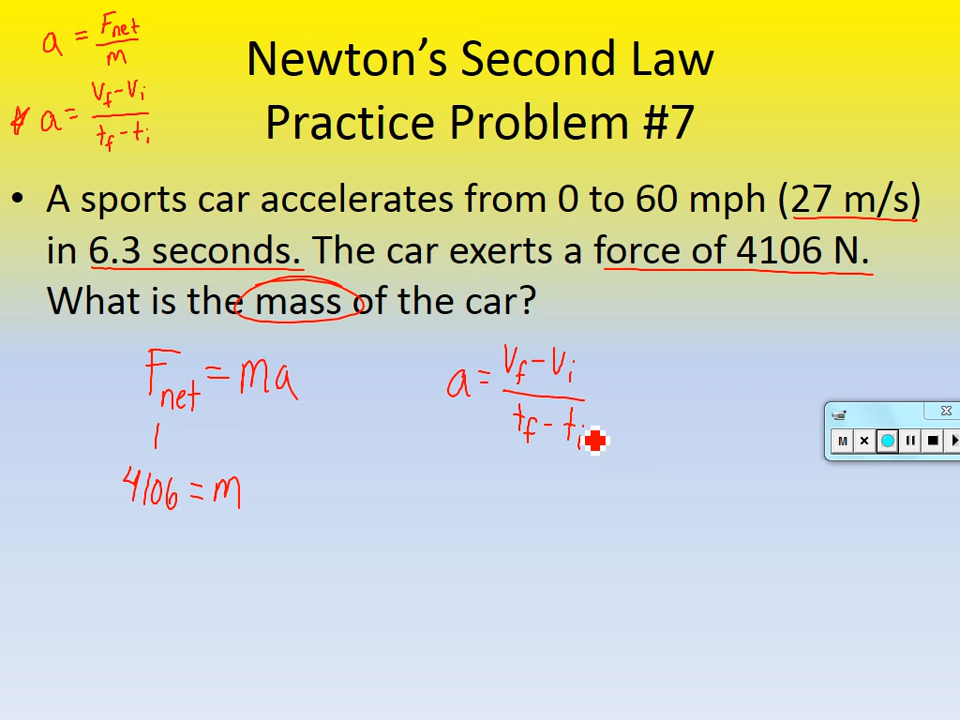 a = Fnet/m
a = vf - vi / tf - ti
Newton's Second Law
Practice Problem #7
• A sports car accelerates from 0 to 60 mph (27 m/s)
in 6.3 seconds. The car exerts a force of 4106 N.
What is the mass of the car?
Fnet = ma
a = vf - vi / tf - ti
4106 = m
M